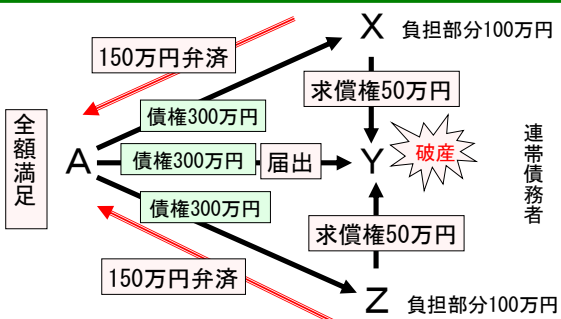 X 負担部分100万円
150万円弁済
求償権50万円
債権300万円
全額満足
A
債権300万円
届出
Y
破産
連帯債務者
債権300万円
求償権50万円
150万円弁済
Z 負担部分100万円